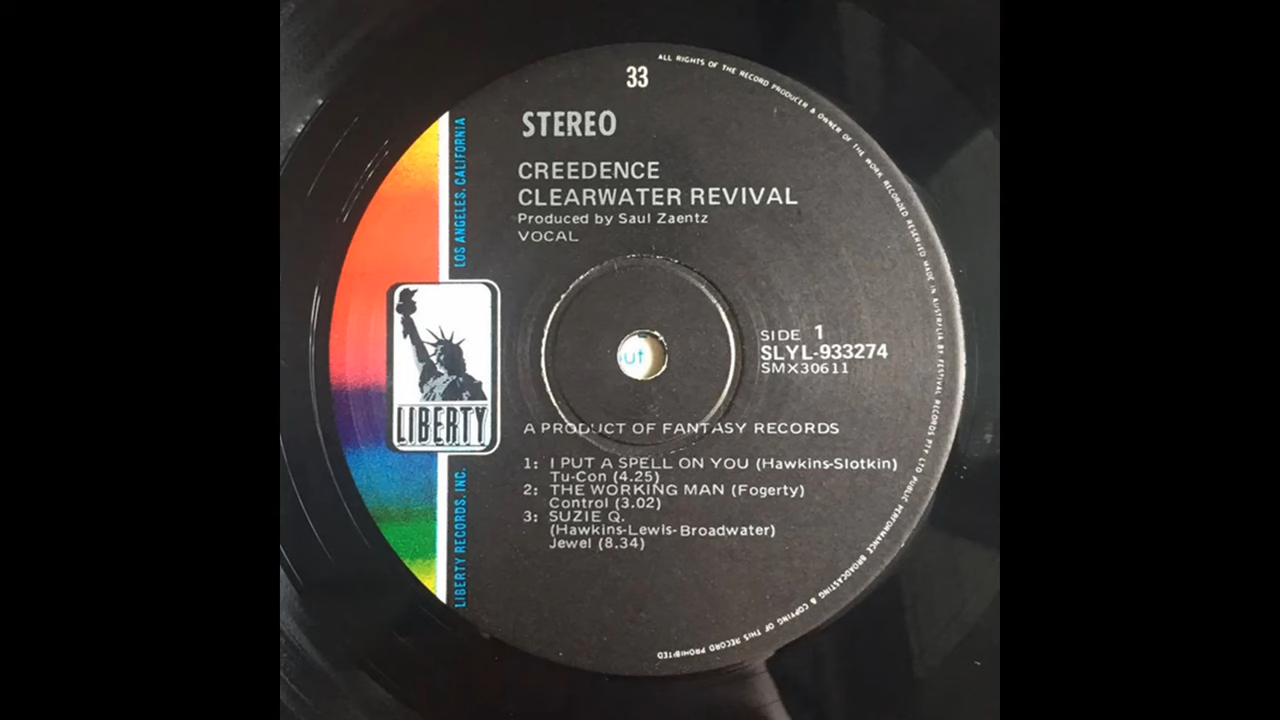 33
STEREO
CREEDENCE
CLEARWATER REVIVAL
Produced by Saul Zaentz
VOCAL
LOS ANGELES, CALIFORNIA
LIBERTY
LIBERTY RECORDS, INC.
ut
SIDE 1
SLYL-933274
SMX30611
A PRODUCT OF FANTASY RECORDS
1: I PUT A SPELL ON YOU (Hawkins-Slotkin)
Tu-Con (4.25)
2: THE WORKING MAN (Fogerty)
Control (3.02)
3: SUZIE Q.
(Hawkins-Lewis-Broadwater)
Jewel (8.34)
ALL RIGHTS OF THE RECORD PRODUCER & OWNER OF THE WORK RECORDED RESERVED MADE IN AUSTRALIA BY FESTIVAL RECORDS PTY LTD PUBLIC PERFORMANCE BROADCASTING & COPYING OF THIS RECORD PROHIBITED